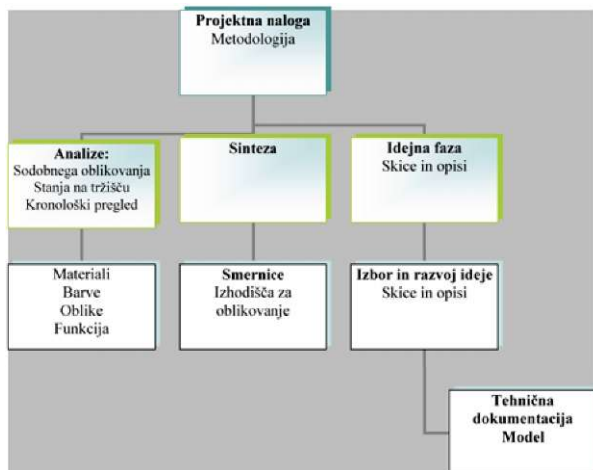 Projektna naloga
Metodologija
Analize:
Sodobnega oblikovanja
Stanja na tržišču
Kronološki pregled
Sinteza
Idejna faza
Skice in opisi
Materiali
Barve
Oblike
Funkcija
Smernice
Izhodišča za
oblikovanje
Izbor in razvoj ideje
Skice in opisi
Tehnična
dokumentacija
Model